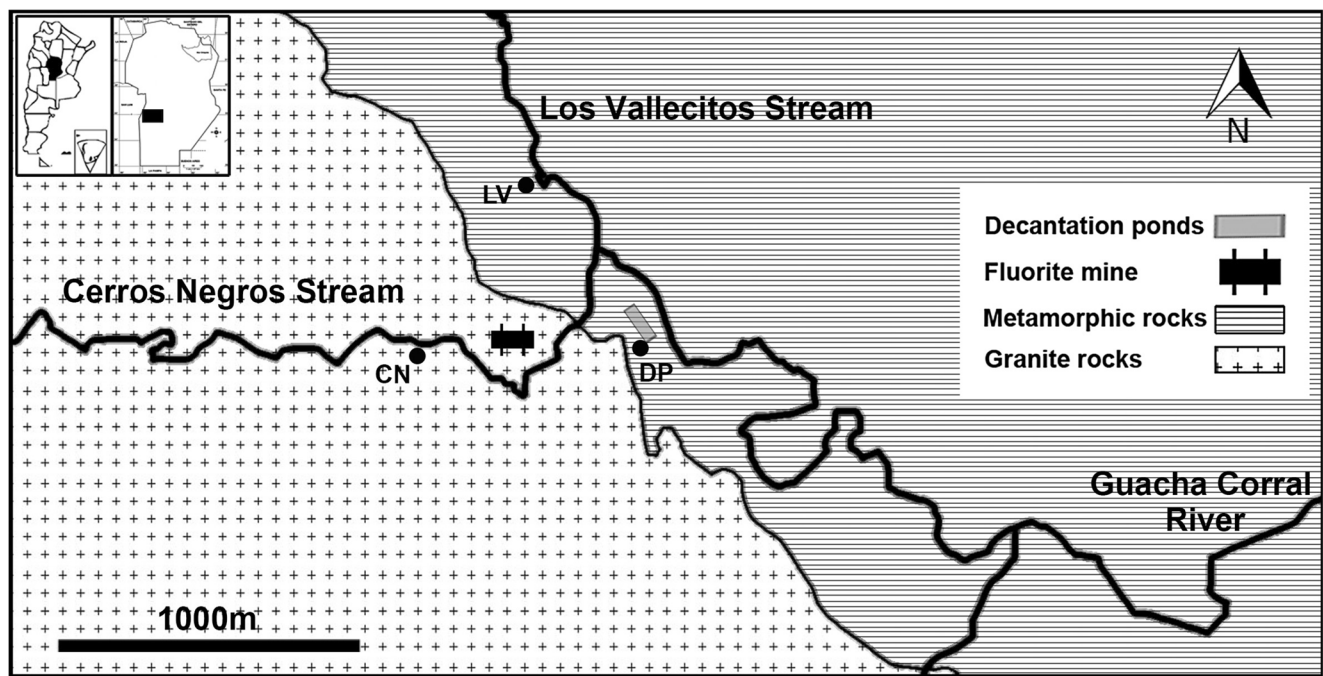 Los Vallecitos Stream
N
LV
Decantation ponds
Fluorite mine
Metamorphic rocks
Granite rocks
Cerros Negros Stream
CN
DP
Guacha Corral
River
1000m